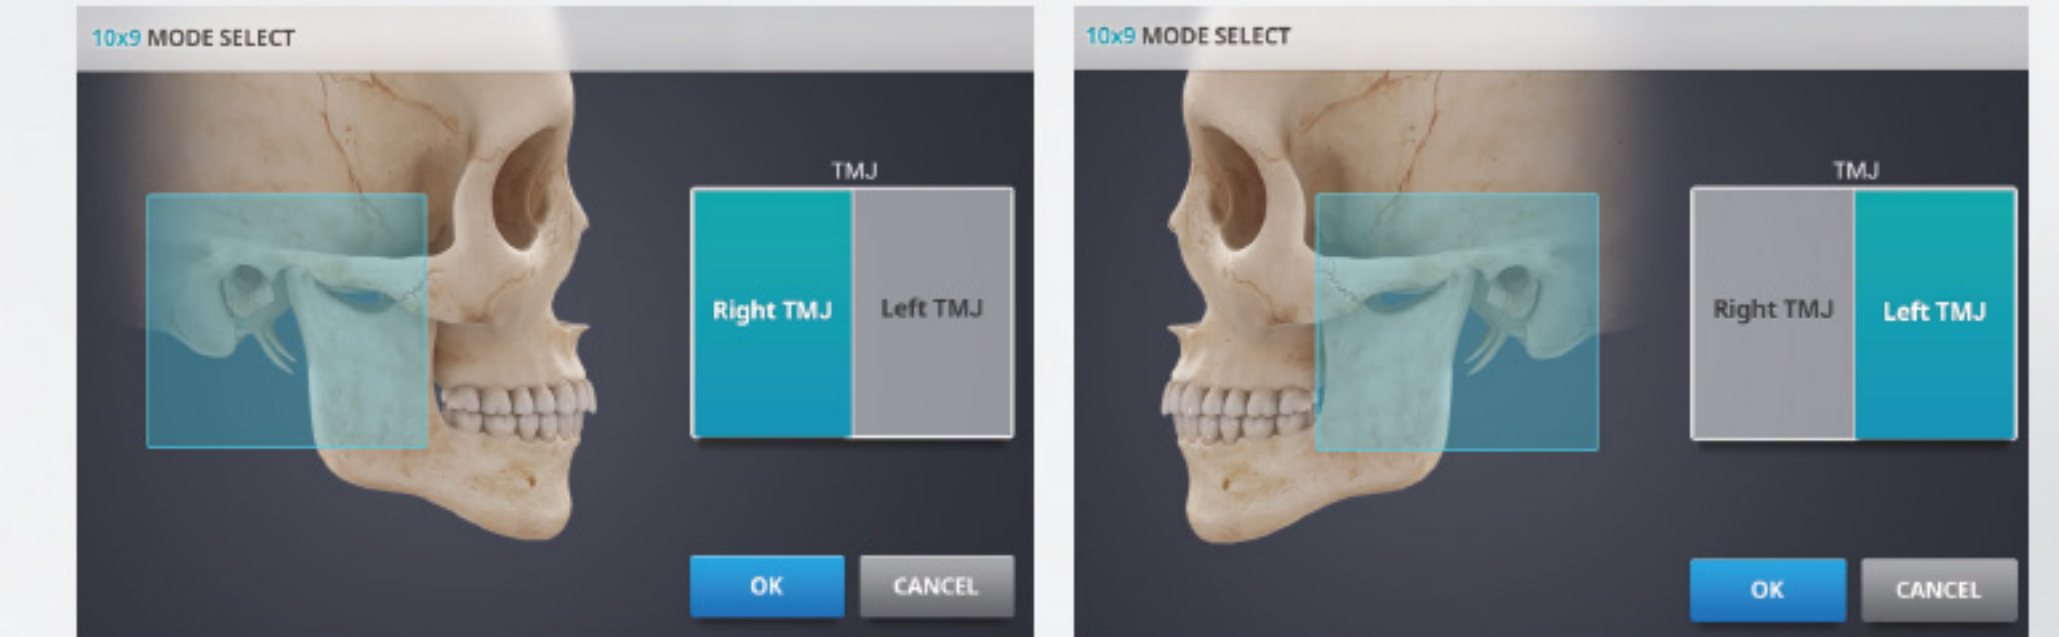 10x9 MODE SELECT
TMJ
Right TMJ
Left TMJ
OK
CANCEL
10x9 MODE SELECT
TMJ
Right TMJ
Left TMJ
OK
CANCEL